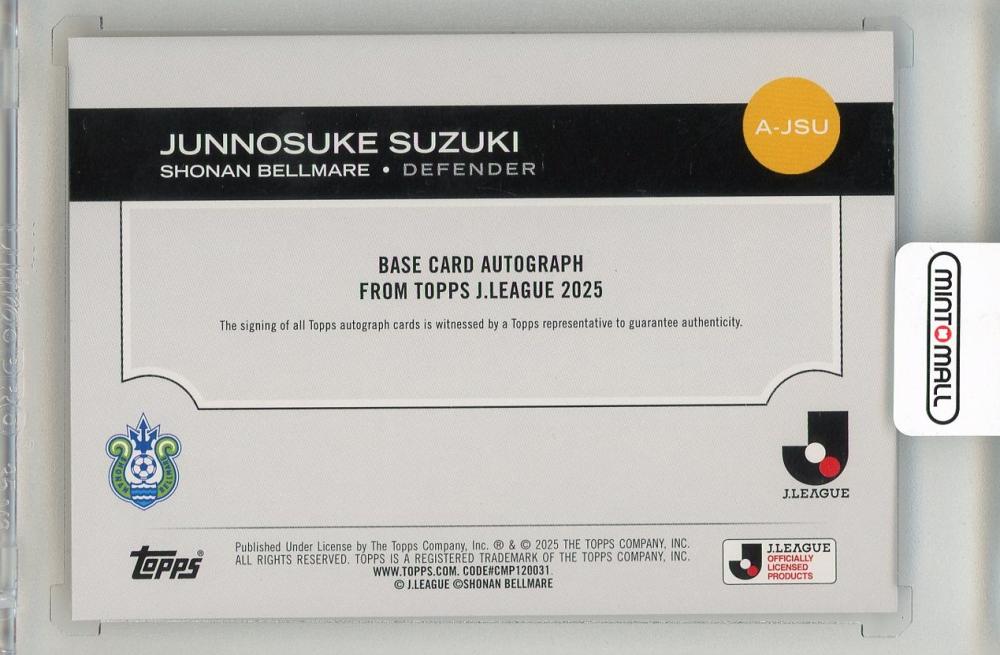 JUNNOSUKE SUZUKI
SHONAN BELLMARE • DEFENDER
A-JSU
BASE CARD AUTOGRAPH
FROM TOPPS J.LEAGUE 2025
The signing of all Topps autograph cards is witnessed by a Topps representative to guarantee authenticity.
MINTOMALL
SHONAN BELLMARE
J.LEAGUE
topps®
Published Under License by The Topps Company, Inc. ® & © 2025 THE TOPPS COMPANY, INC.
ALL RIGHTS RESERVED. TOPPS IS A REGISTERED TRADEMARK OF THE TOPPS COMPANY, INC.
WWW.TOPPS.COM. CODE#CMP120031.
© J.LEAGUE ©SHONAN BELLMARE
J.LEAGUE
OFFICIALLY
LICENSED
PRODUCTS